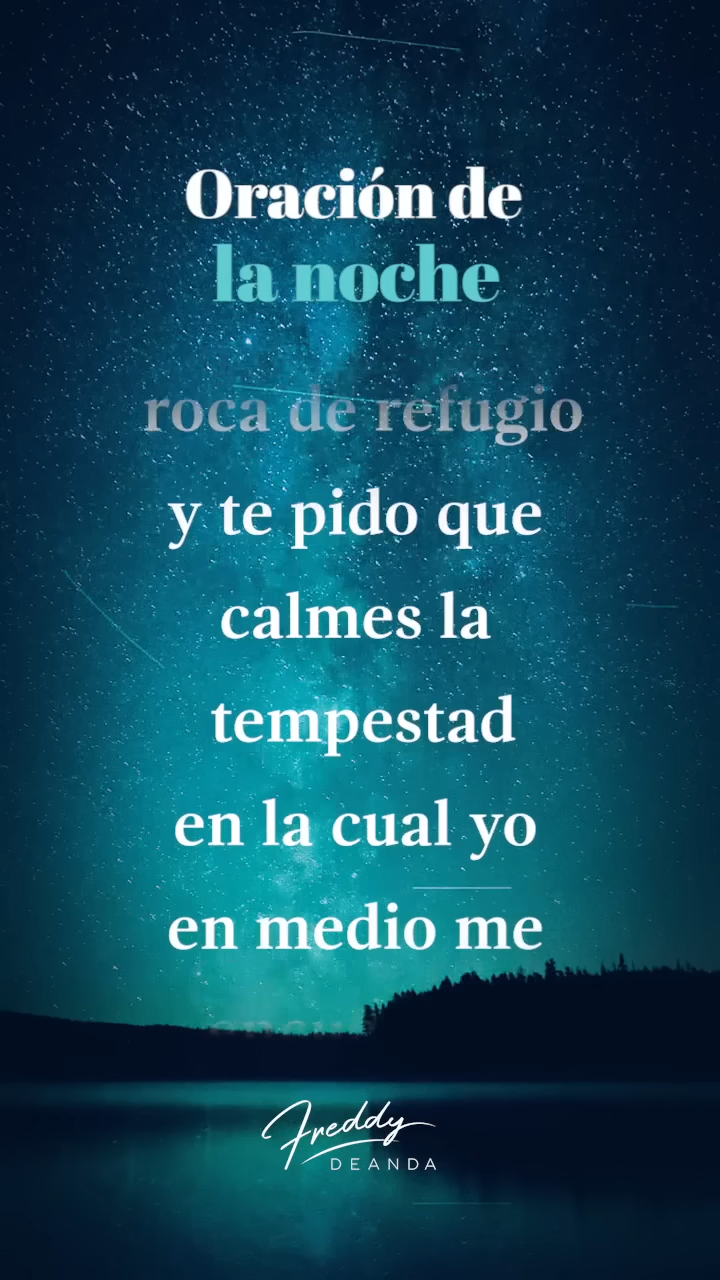 Oración de
la noche
roca de refugio
y te pido que
calmes la
tempestad
en la cual yo
en medio me
Freddy
DEANDA